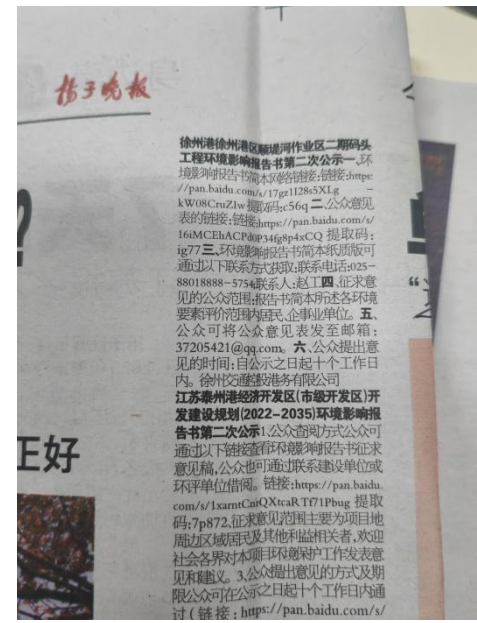 扬子晚报
徐州港徐州港区顺堤河作业区二期码头
工程环境影响报告书第二次公示一、环
境影响报告书简本网络链接:链接:https:
//pan.baidu.com/s/17gz1I28s5XLg –
kW08CruZIw 提取码:c56q二、公众意见
表的链接:链接:https://pan.baidu.com/s/
16iMCEhACPd0P34fg8p4xCQ 提取码:
ig77三、环境影响报告书简本纸质版可
通过以下联系方式获取:联系电话:025-
88018888-5754,联系人:赵工四、征求意
见的公众范围:报告书简本所述各环境
要素评价范围内居民、企事业单位。五、
公众可将公众意见表发至邮箱:
37205421@qq.com。六、公众提出意
见的时间:自公示之日起十个工作日
内。徐州交通控股港务有限公司
江苏泰州港经济开发区(市级开发区)开
发建设规划(2022-2035)环境影响报
告书第二次公示1.公众查阅方式公众可
通过以下链接查看环境影响报告书征求
意见稿,公众也可通过联系建设单位或
环评单位借阅。链接:https://pan.baidu.
com/s/1xarntCnitQXtcaRTf71Pbug 提取
码:7p872.征求意见范围主要为项目地
周边区域居民及其他利益相关者,欢迎
社会各界对本项目环境保护工作发表意
见和建议。3.公众提出意见的方式及期
限公众可在公示之日起十个工作日内通
过(链接:https://pan.baidu.com/s/
正好